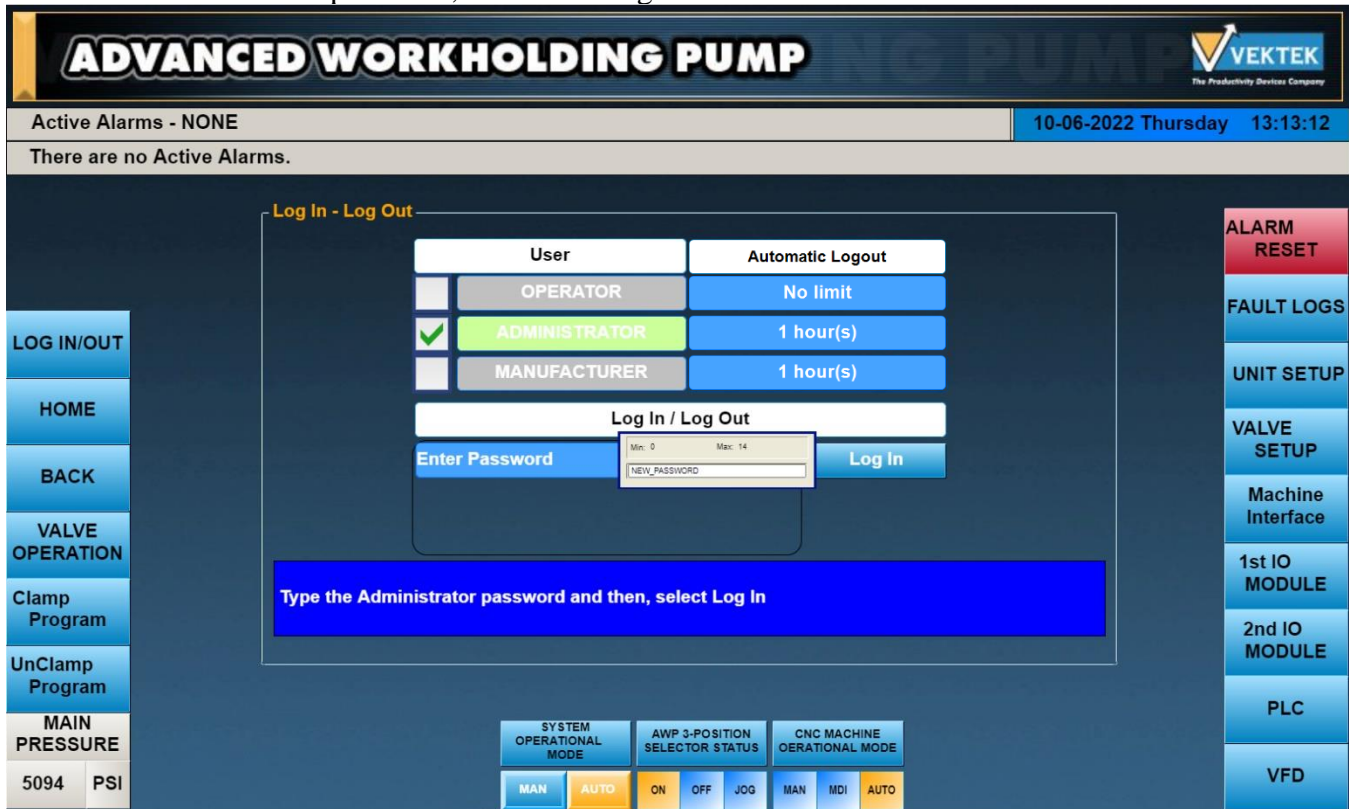 ADVANCED WORKHOLDING PUMP
VEKTEK
The Productivity Devices Company
Active Alarms - NONE
10-06-2022 Thursday 13:13:12
There are no Active Alarms.
Log In - Log Out
User
Automatic Logout
OPERATOR
No limit
ADMINISTRATOR
1 hour(s)
MANUFACTURER
1 hour(s)
Log In / Log Out
Enter Password
Min: 0 Max: 14
NEW_PASSWORD
Log In
Type the Administrator password and then, select Log In
LOG IN/OUT
HOME
BACK
VALVE
OPERATION
Clamp
Program
UnClamp
Program
MAIN
PRESSURE
5094 PSI
ALARM
RESET
FAULT LOGS
UNIT SETUP
VALVE
SETUP
Machine
Interface
1st IO
MODULE
2nd IO
MODULE
PLC
VFD
SYSTEM
OPERATIONAL
MODE
MAN AUTO
AWP 3-POSITION
SELECTOR STATUS
ON OFF JOG
CNC MACHINE
OERATIONAL MODE
MAN MDI AUTO